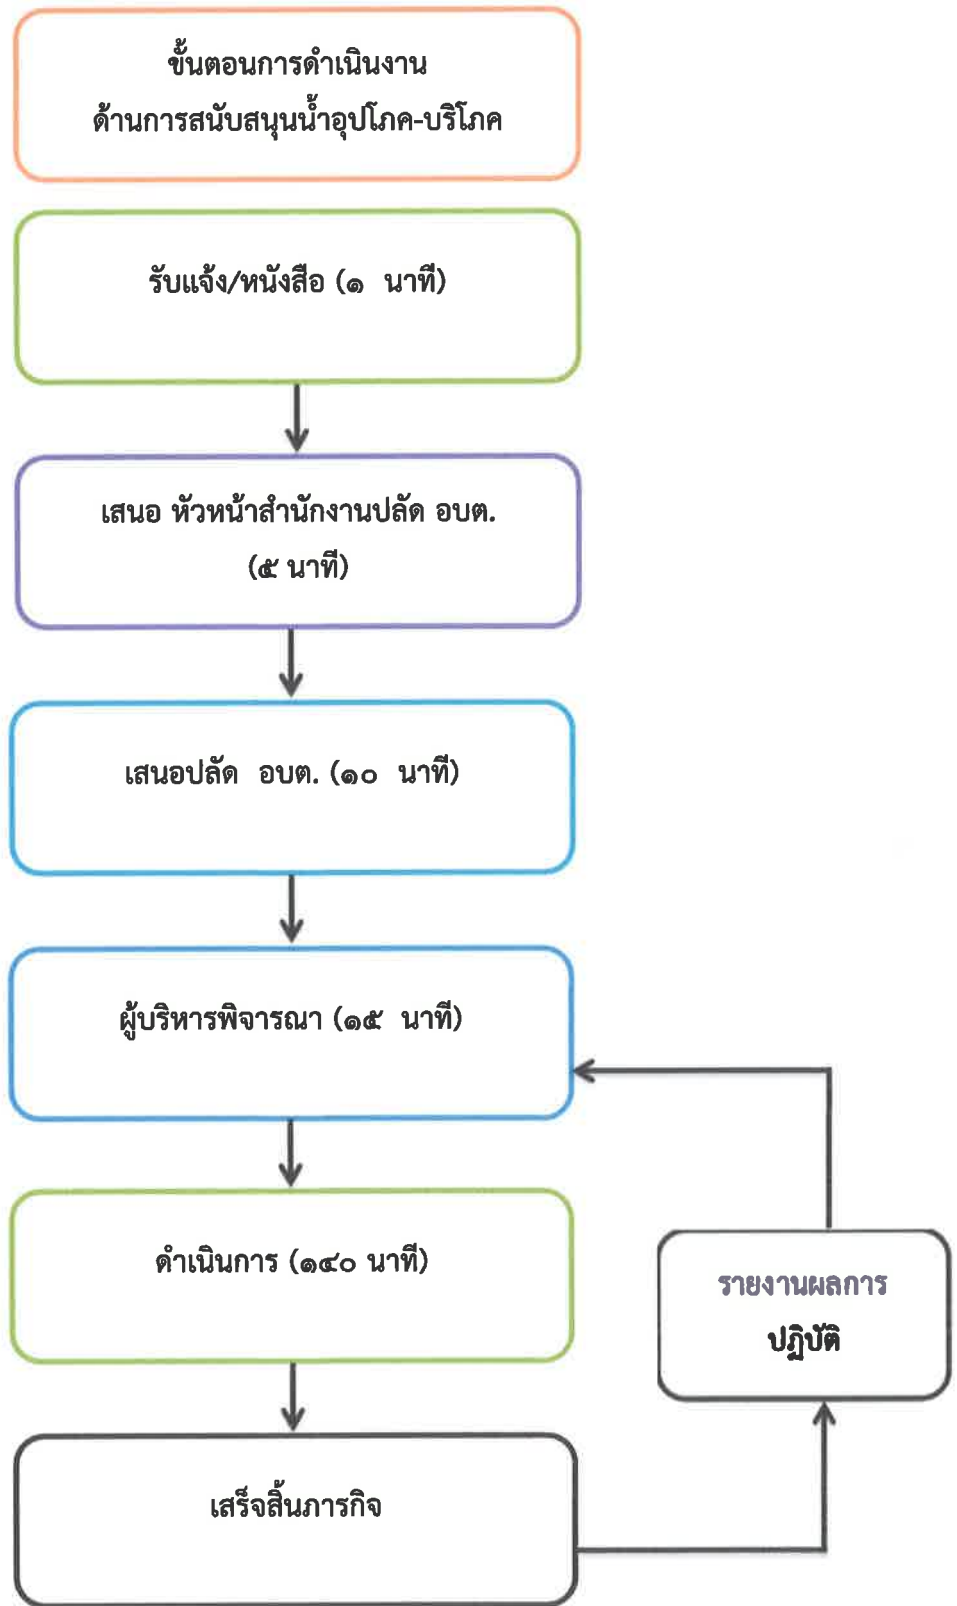 ขั้นตอนการดำเนินงาน
ด้านการสนับสนุนน้ำอุปโภค-บริโภค
รับแจ้ง/หนังสือ (๑ นาที)
เสนอ หัวหน้าสำนักงานปลัด อบต.
(๕ นาที)
เสนอปลัด อบต. (๑๐ นาที)
ผู้บริหารพิจารณา (๑๕ นาที)
ดำเนินการ (๑๔๐ นาที)
รายงานผลการ
ปฏิบัติ
เสร็จสิ้นภารกิจ